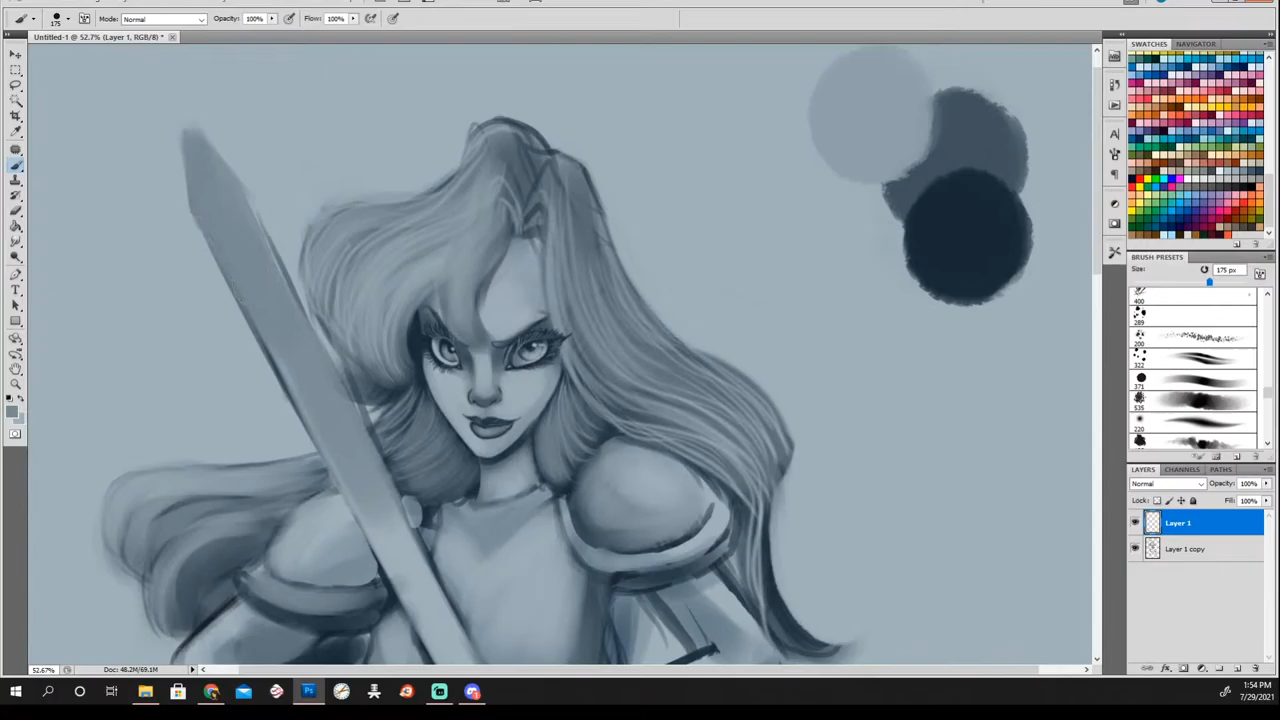 175
Mode: Normal
Opacity: 100%
Flow: 100%
Untitled-1 @ 52.7% (Layer 1, RGB/8) *
SWATCHES
NAVIGATOR
BRUSH PRESETS
Size:
175 px
400
289
200
322
371
535
220
LAYERS
CHANNELS
PATHS
Normal
Opacity: 100%
Lock:
Fill: 100%
Layer 1
Layer 1 copy
52.67%
Doc: 48.2M/69.1M
1:54 PM
7/29/2021